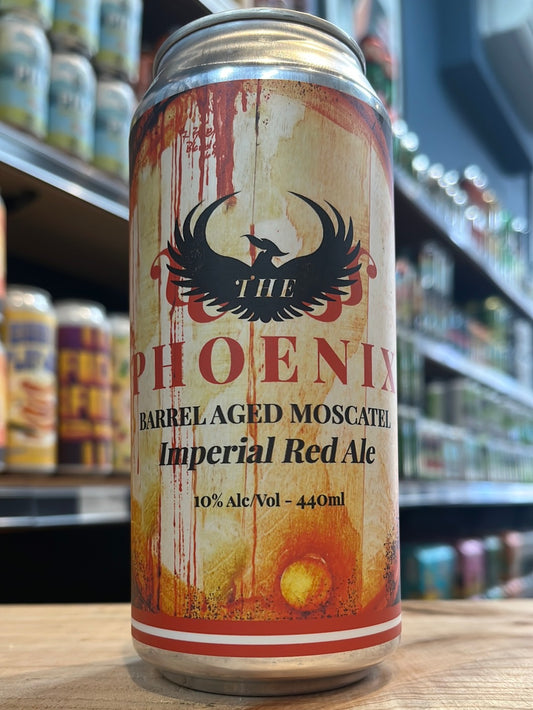 THE
PHOENIX
BARREL AGED MOSCATEL
Imperial Red Ale
10% Alc/Vol - 440ml